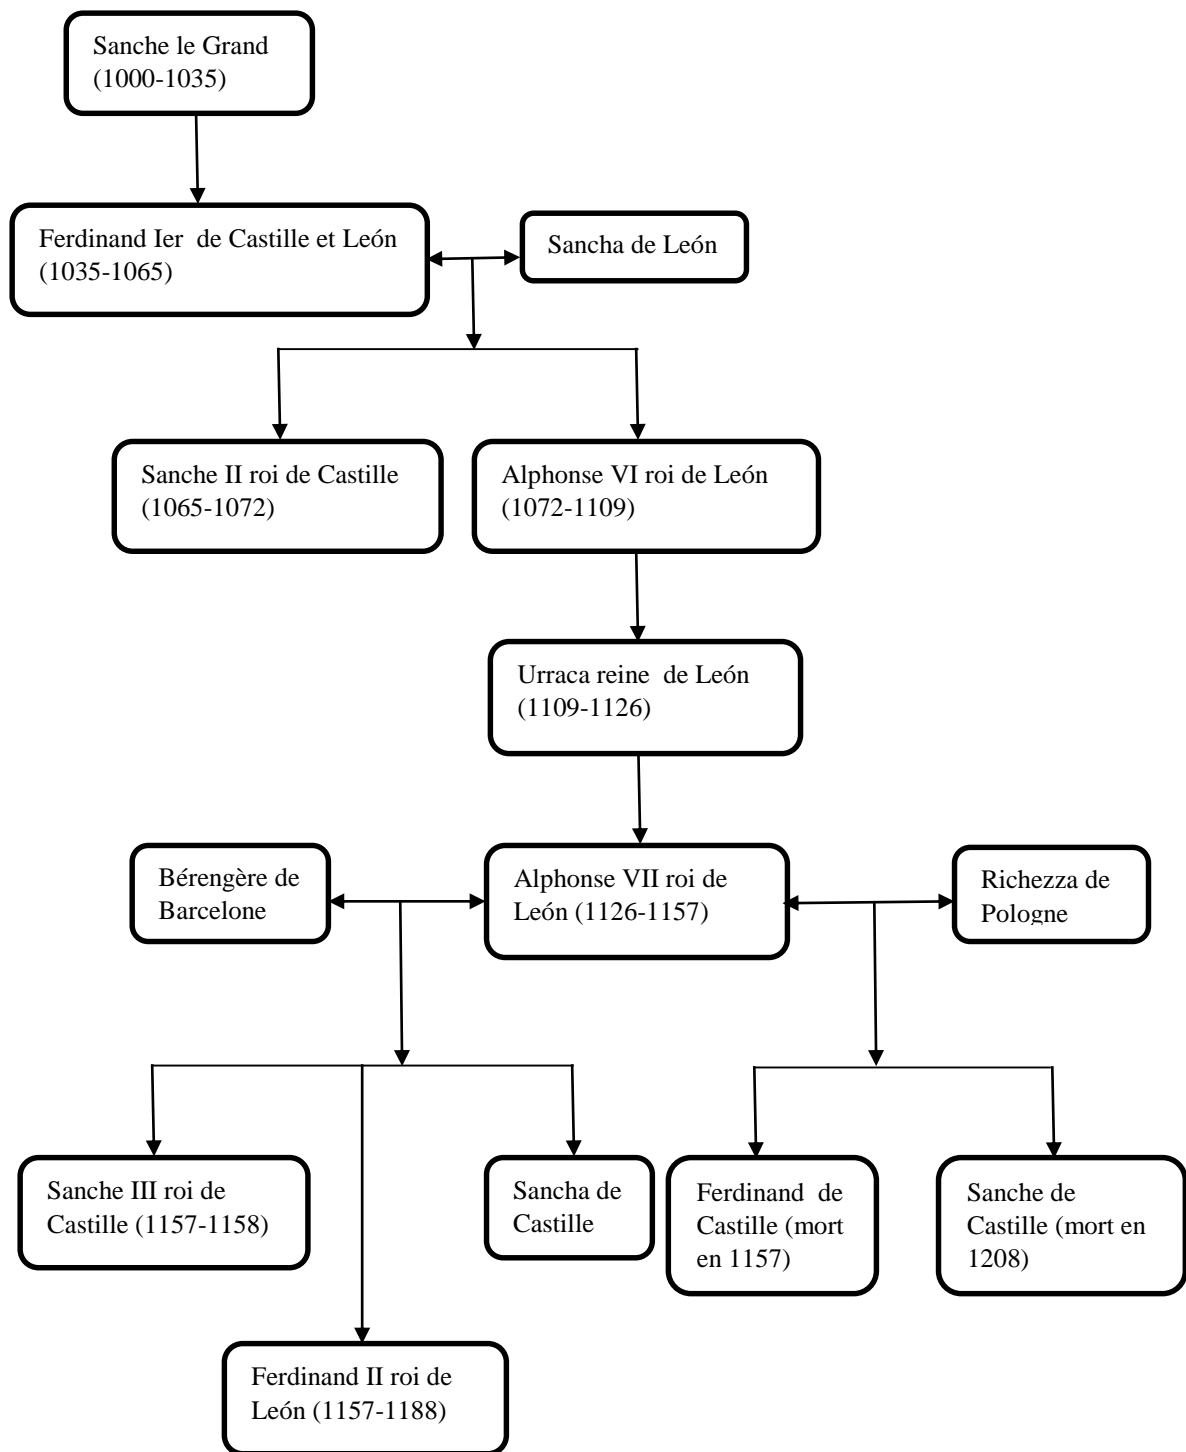 Sanche le Grand
(1000-1035)
Ferdinand Ier de Castille et León
(1035-1065)
Sancha de León
Sanche II roi de Castille
(1065-1072)
Alphonse VI roi de León
(1072-1109)
Urraca reine de León
(1109-1126)
Bérengère de
Barcelone
Alphonse VII roi de
León (1126-1157)
Richezza de
Pologne
Sanche III roi de
Castille (1157-1158)
Sancha de
Castille
Ferdinand de
Castille (mort
en 1157)
Sanche de
Castille (mort en
1208)
Ferdinand II roi de
León (1157-1188)